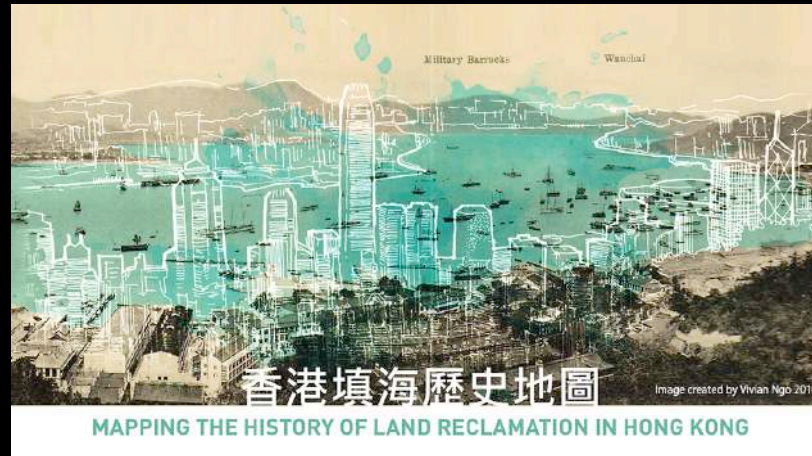 Military Barracks
Wanchai
香港填海歷史地圖
Image created by Vivian Ngo 201
MAPPING THE HISTORY OF LAND RECLAMATION IN HONG KONG